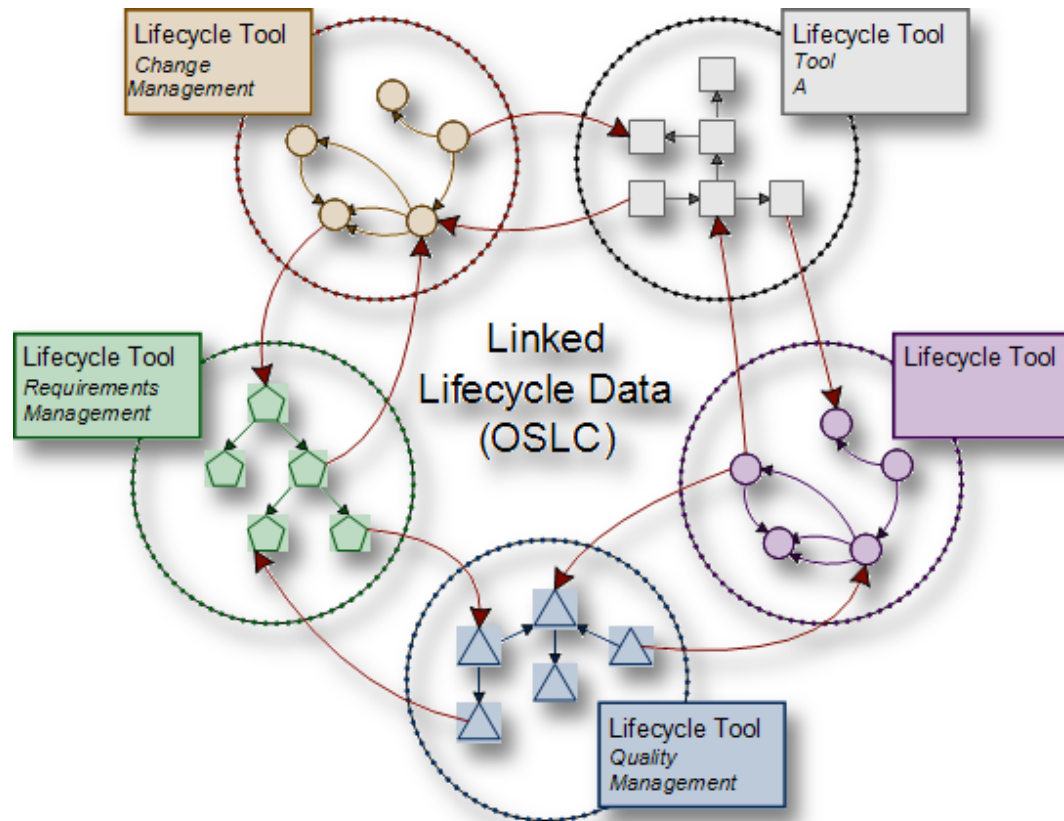 Lifecycle Tool
Change
Management
Lifecycle Tool
Tool
A
Linked
Lifecycle Data
(OSLC)
Lifecycle Tool
Requirements
Management
Lifecycle Tool
Lifecycle Tool
Quality
Management